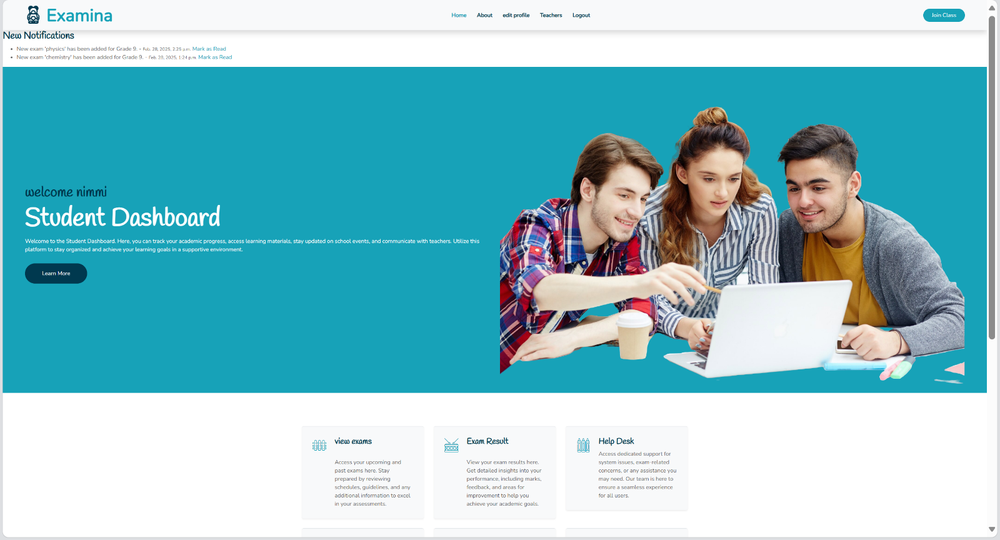 Examina
Home About edit profile Teachers Logout
Join Class
New Notifications
New exam 'physics' has been added for Grade 9. - Feb. 28, 2025, 2:25 p.m. Mark as Read
New exam 'chemistry' has been added for Grade 9. - Feb. 28, 2025, 1:24 p.m. Mark as Read
welcome nimmi
Student Dashboard
Welcome to the Student Dashboard. Here, you can track your academic progress, access learning materials, stay updated on school events, and communicate with teachers. Utilize this
platform to stay organized and achieve your learning goals in a supportive environment.
Learn More
view exams
Access your upcoming and
past exams here. Stay
prepared by reviewing
schedules, guidelines, and any
additional information to excel
in your assessments.
Exam Result
View your exam results here.
Get detailed insights into your
performance, including marks,
feedback, and areas for
improvement to help you
achieve your academic goals.
Help Desk
Access dedicated support for
system issues, exam-related
concerns, or any assistance you
may need. Our team is here to
ensure a seamless experience
for all users.